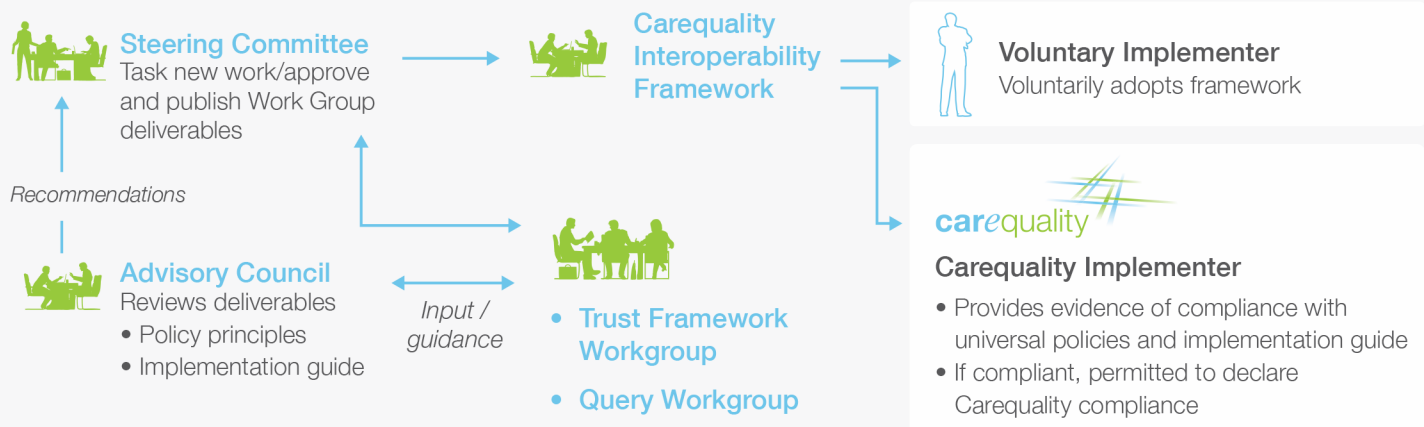 Steering Committee
Task new work/approve
and publish Work Group
deliverables
Recommendations
Advisory Council
Reviews deliverables
• Policy principles
• Implementation guide
Input /
guidance
Carequality
Interoperability
Framework
• Trust Framework
Workgroup
• Query Workgroup
Voluntary Implementer
Voluntarily adopts framework
carequality
Carequality Implementer
• Provides evidence of compliance with
universal policies and implementation guide
• If compliant, permitted to declare
Carequality compliance